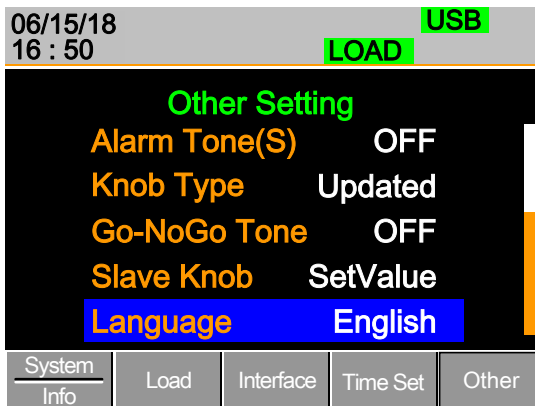 06/15/18 USB
16 : 50 LOAD
Other Setting
Alarm Tone(S) OFF
Knob Type Updated
Go-NoGo Tone OFF
Slave Knob SetValue
Language English
System Load Interface Time Set Other
Info